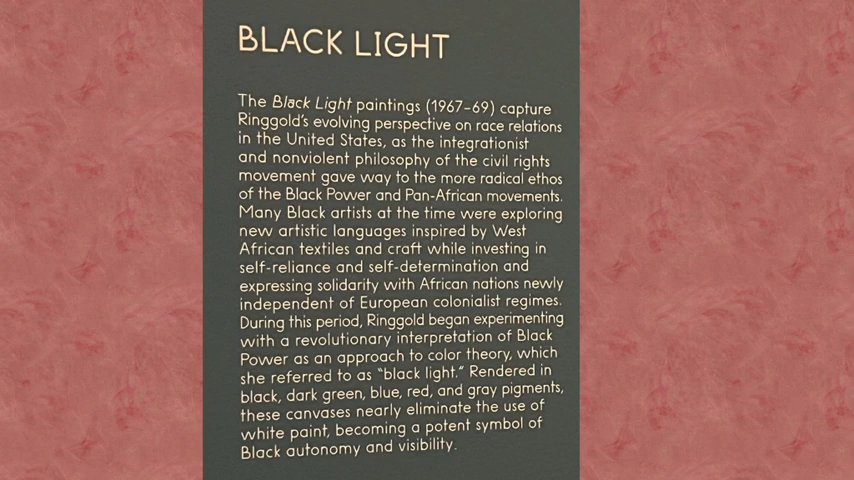 BLACK LIGHT
The Black Light paintings (1967–69) capture
Ringgold's evolving perspective on race relations
in the United States, as the integrationist
and nonviolent philosophy of the civil rights
movement gave way to the more radical ethos
of the Black Power and Pan-African movements.
Many Black artists at the time were exploring
new artistic languages inspired by West
African textiles and craft while investing in
self-reliance and self-determination and
expressing solidarity with African nations newly
independent of European colonialist regimes.
During this period, Ringgold began experimenting
with a revolutionary interpretation of Black
Power as an approach to color theory, which
she referred to as “black light.” Rendered in
black, dark green, blue, red, and gray pigments,
these canvases nearly eliminate the use of
white paint, becoming a potent symbol of
Black autonomy and visibility.